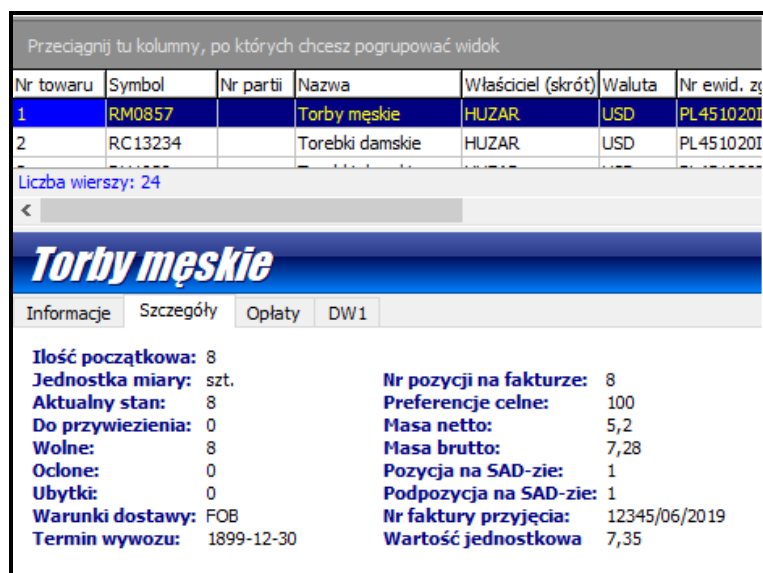 Przeciągnij tu kolumny, po których chcesz pogrupować widok
Nr towaru Symbol Nr partii Nazwa Właściciel (skrót) Waluta Nr ewid.
1 RM0857 Torby męskie HUZAR USD PL451020I
2 RC13234 Torebki damskie HUZAR USD PL451020I
Liczba wierszy: 24
Torby męskie
Informacje Szczegóły Opłaty DW1
Ilość początkowa: 8
Jednostka miary: szt. Nr pozycji na fakturze: 8
Aktualny stan: 8 Preferencje celne: 100
Do przywiezienia: 0 Masa netto: 5,2
Wolne: 8 Masa brutto: 7,28
Oclone: 0 Pozycja na SAD-zie: 1
Ubytki: 0 Podpozycja na SAD-zie: 1
Warunki dostawy: FOB Nr faktury przyjęcia: 12345/06/2019
Termin wywozu: 1899-12-30 Wartość jednostkowa 7,35